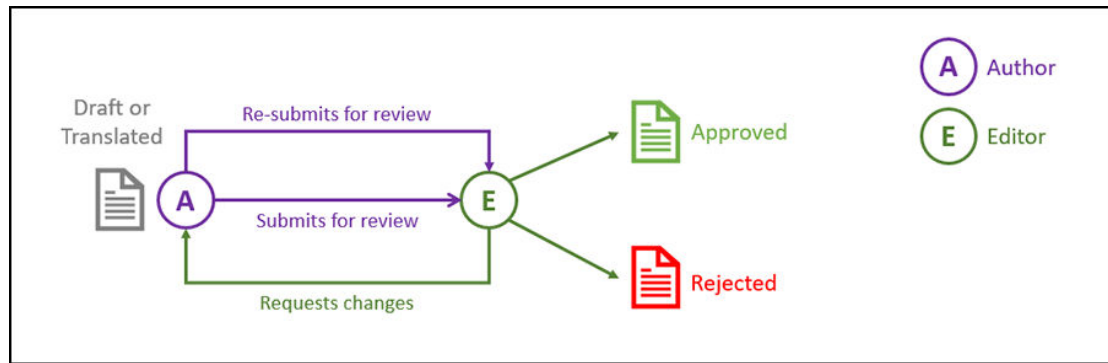 Draft or
Translated
A
Re-submits for review
Submits for review
Requests changes
E
Approved
Rejected
A Author
E Editor